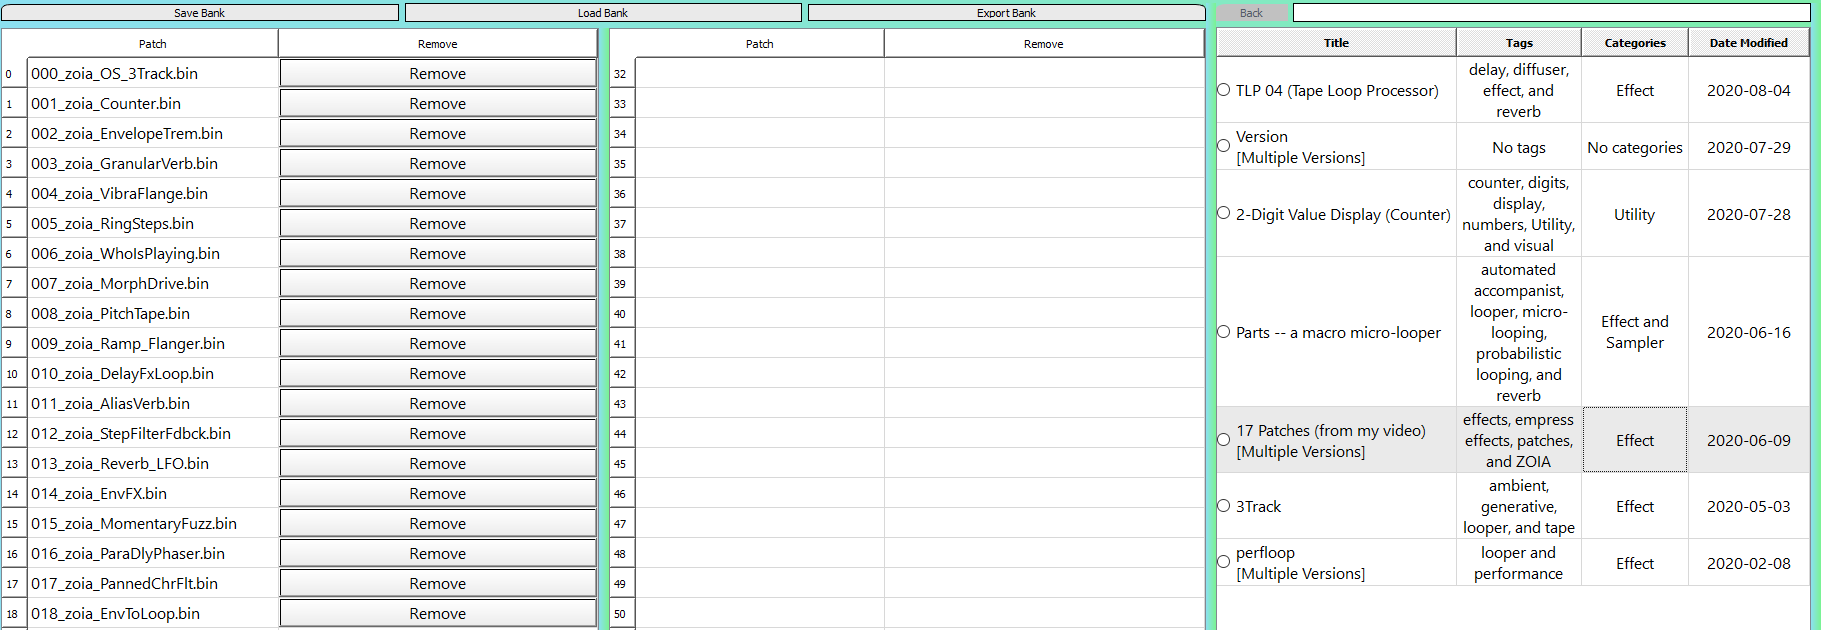 Save Bank
Load Bank
Export Bank
Back
Patch
Remove
0 000_zoia_OS_3Track.bin Remove
1 001_zoia_Counter.bin Remove
2 002_zoia_EnvelopeTrem.bin Remove
3 003_zoia_GranularVerb.bin Remove
4 004_zoia_VibraFlange.bin Remove
5 005_zoia_RingSteps.bin Remove
6 006_zoia_WhoIsPlaying.bin Remove
7 007_zoia_MorphDrive.bin Remove
8 008_zoia_PitchTape.bin Remove
9 009_zoia_Ramp_Flanger.bin Remove
10 010_zoia_DelayFxLoop.bin Remove
11 011_zoia_AliasVerb.bin Remove
12 012_zoia_StepFilterFdbck.bin Remove
13 013_zoia_Reverb_LFO.bin Remove
14 014_zoia_EnvFX.bin Remove
15 015_zoia_MomentaryFuzz.bin Remove
16 016_zoia_ParaDlyPhaser.bin Remove
17 017_zoia_PannedChrFlt.bin Remove
18 018_zoia_EnvToLoop.bin Remove
Patch
Remove
32
33
34
35
36
37
38
39
40
41
42
43
44
45
46
47
48
49
50
Title
Tags
Categories
Date Modified
TLP 04 (Tape Loop Processor)
delay, diffuser,
effect, and
reverb
Effect
2020-08-04
Version
[Multiple Versions]
No tags
No categories
2020-07-29
2-Digit Value Display (Counter)
counter, digits,
display,
numbers, Utility,
and visual
Utility
2020-07-28
Parts -- a macro micro-looper
automated
accompanist,
looper, micro-
looping,
probabilistic
looping, and
reverb
Effect and
Sampler
2020-06-16
17 Patches (from my video)
[Multiple Versions]
effects, empress
effects, patches,
and ZOIA
Effect
2020-06-09
3Track
ambient,
generative,
looper, and tape
Effect
2020-05-03
perfloop
[Multiple Versions]
looper and
performance
Effect
2020-02-08